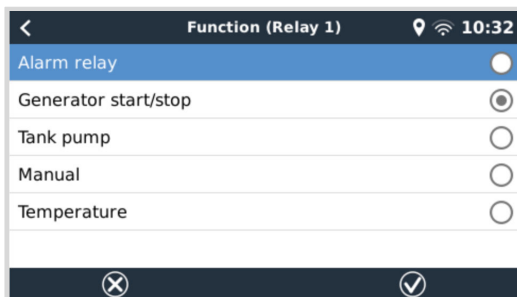 Function (Relay 1) 10:32
Alarm relay
Generator start/stop
Tank pump
Manual
Temperature